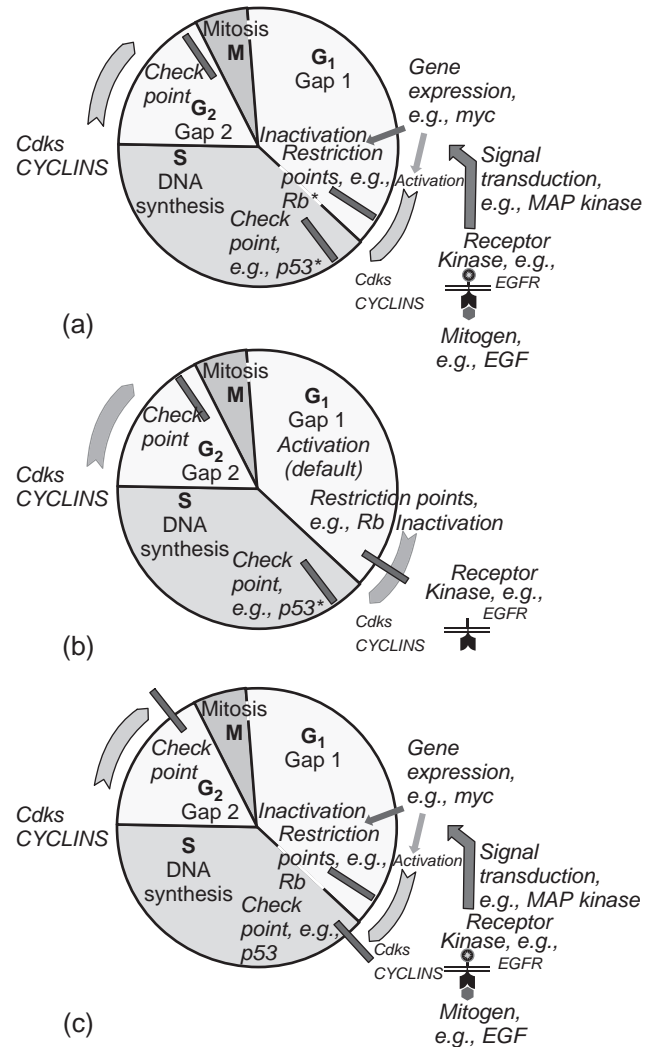 Mitosis
M
G1
Gap 1
Check
point
G2
Gap 2
Cdks
CYCLINS
S
DNA
synthesis
Inactivation
Restriction
points, e.g.,
Rb*
Check
point,
e.g., p53*
Gene
expression,
e.g., myc
Activation
Signal
transduction,
e.g., MAP kinase
Cdks
CYCLINS
Receptor
Kinase, e.g.,
EGFR
Mitogen,
e.g., EGF
(a)
Mitosis
M
G1
Gap 1
Activation
(default)
Check
point
G2
Gap 2
Cdks
CYCLINS
S
DNA
synthesis
Restriction points,
e.g., Rb
Inactivation
Check
point,
e.g., p53*
Cdks
CYCLINS
Receptor
Kinase, e.g.,
EGFR
(b)
Mitosis
M
G1
Gap 1
Check
point
G2
Gap 2
Cdks
CYCLINS
S
DNA
synthesis
Inactivation
Restriction
points, e.g.,
Rb
Check
point, e.g.,
p53
Gene
expression,
e.g., myc
Activation
Signal
transduction,
e.g., MAP kinase
Cdks
CYCLINS
Receptor
Kinase, e.g.,
EGFR
Mitogen,
e.g., EGF
(c)